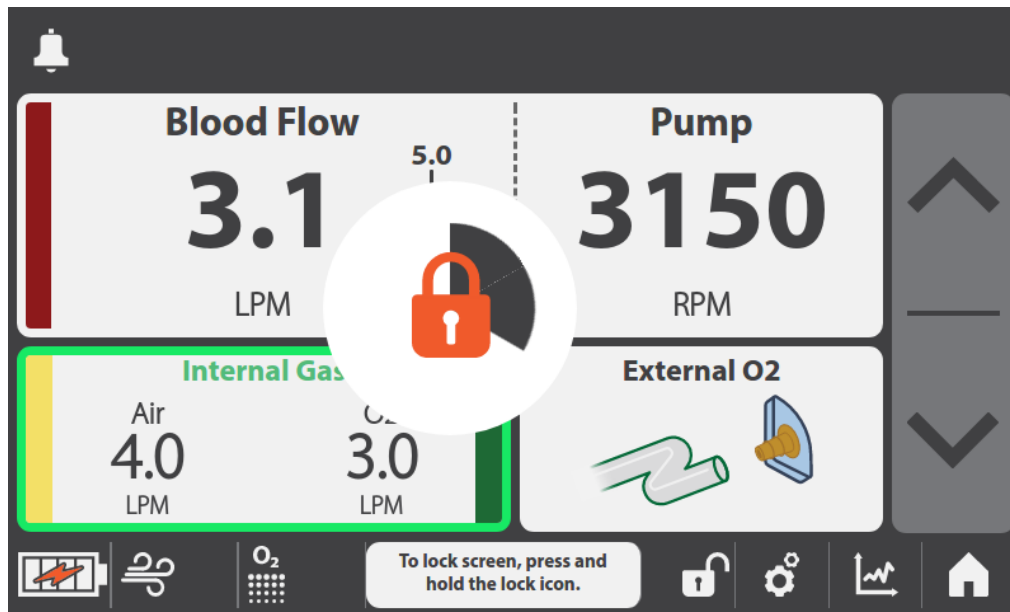 Blood Flow
Pump
5.0
3.1
3150
LPM
RPM
Internal Gas
External O2
Air
4.0
3.0
LPM
LPM
O₂
To lock screen, press and
hold the lock icon.